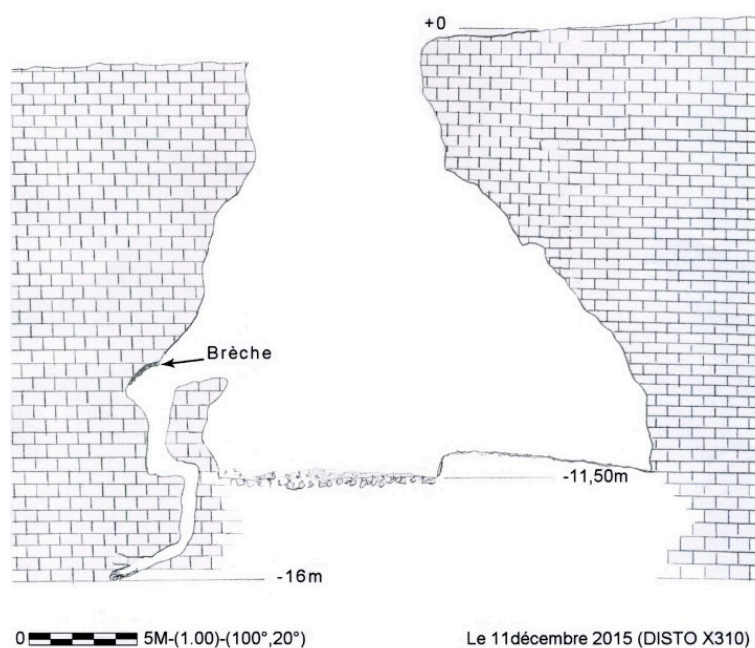 +0
Brèche
-11,50m
-16m
0 5M-(1.00)-(100°,20°)
Le 11décembre 2015 (DISTO X310)